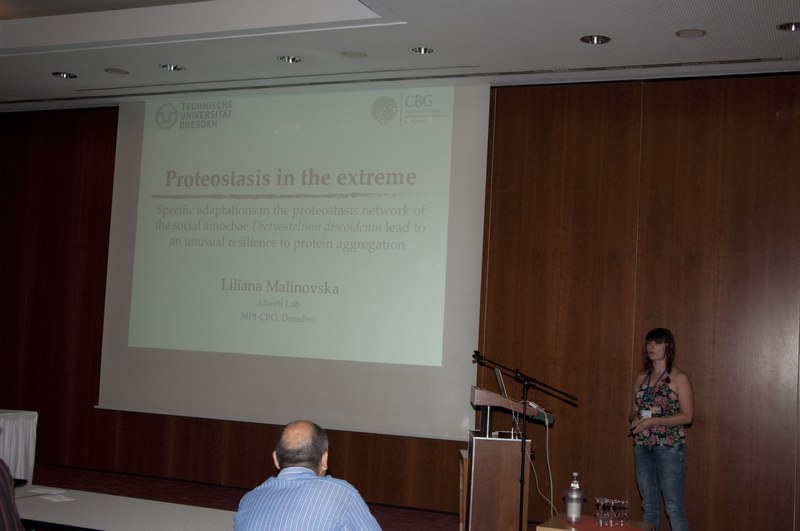 TECHNISCHE
UNIVERSITÄT
DRESDEN
CBG
Proteostasis in the extreme
Specific adaptations in the proteostasis network of
the social amoebae Dictyostelium discoideum lead to
an unusual resilience to protein aggregation
Liliana Malinovska
Alberti Lab
MPI-CBG, Dresden